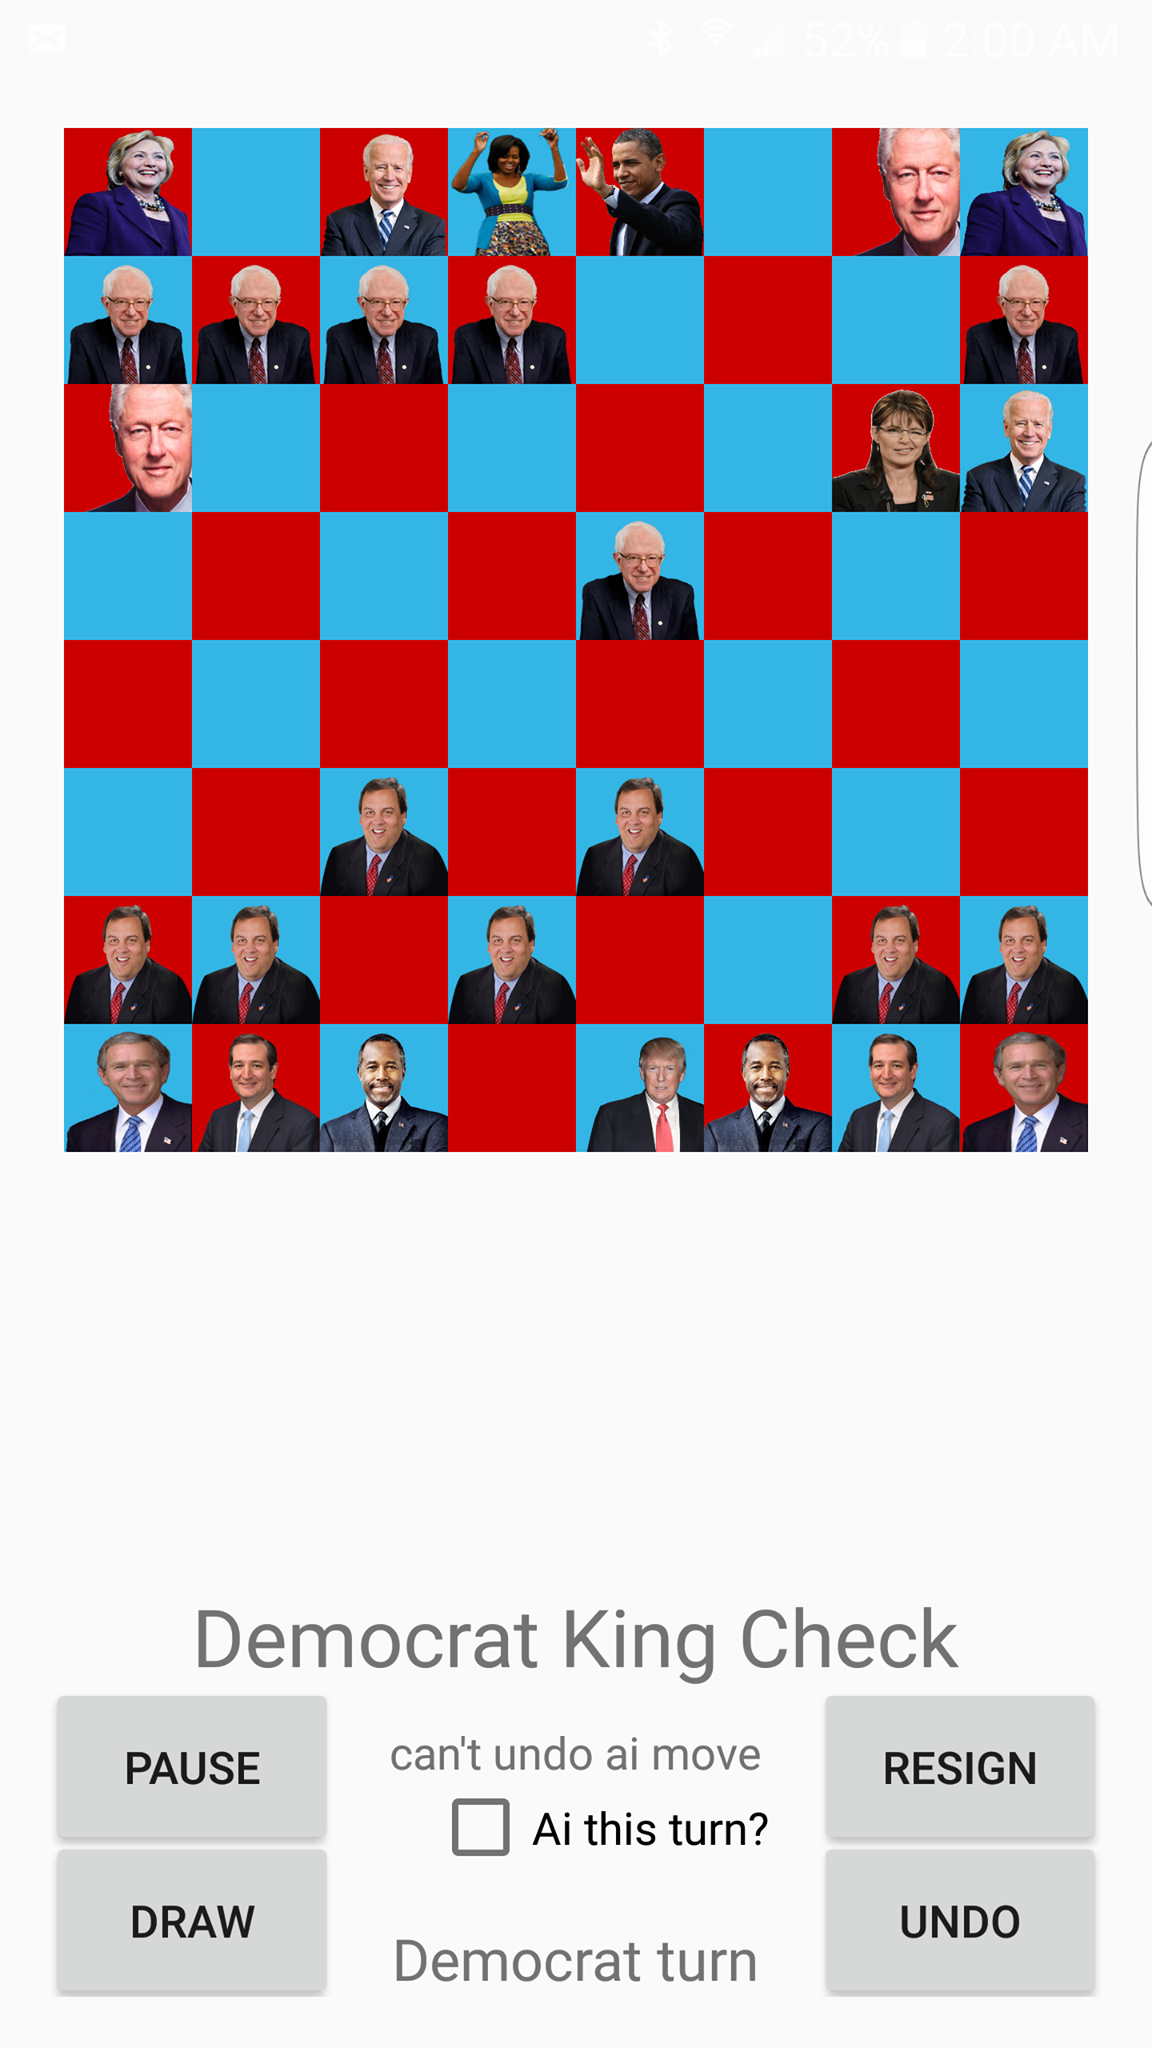 52% 2:00 AM
Democrat King Check
PAUSE
can't undo ai move
RESIGN
Ai this turn?
DRAW
UNDO
Democrat turn